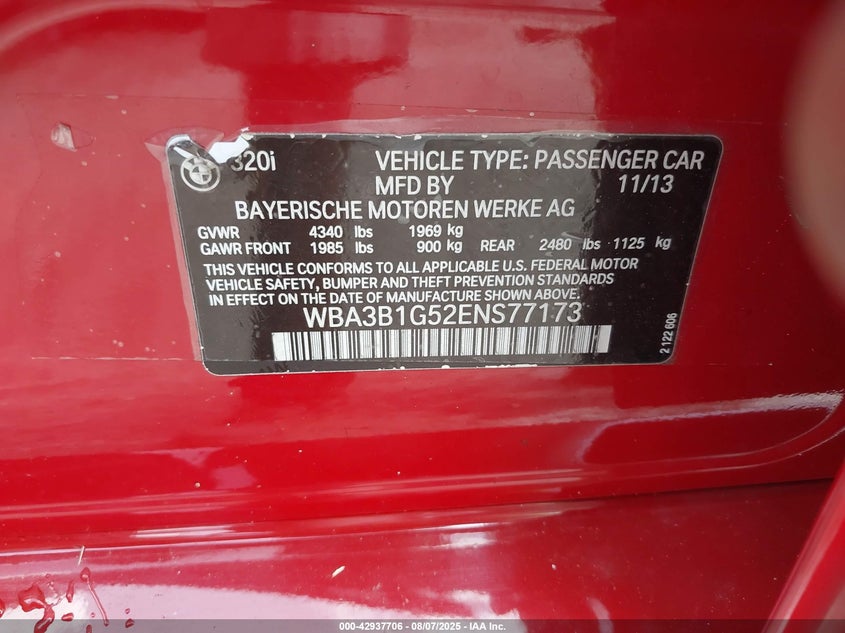 320i VEHICLE TYPE: PASSENGER CAR
MFD BY 11/13
BAYERISCHE MOTOREN WERKE AG
GVWR 4340 lbs 1969 kg
GAWR FRONT 1985 lbs 900 kg REAR 2480 lbs 1125 kg
THIS VEHICLE CONFORMS TO ALL APPLICABLE U.S. FEDERAL MOTOR
VEHICLE SAFETY, BUMPER AND THEFT PREVENTION STANDARDS
IN EFFECT ON THE DATE OF MANUFACTURE SHOWN ABOVE.
WBA3B1G52ENS77173
2 122 606
000-42937706 - 08/07/2025 - IAA Inc.